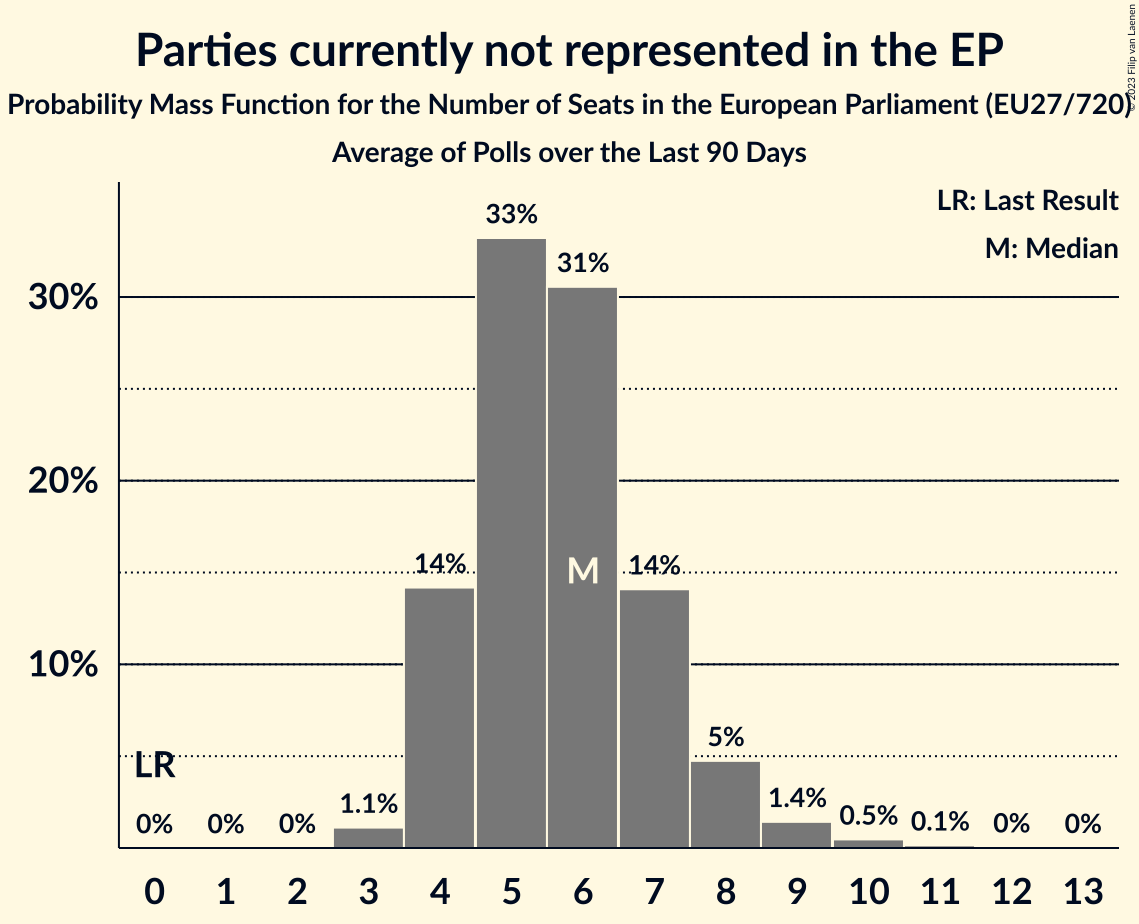 Parties currently not represented in the EP
Probability Mass Function for the Number of Seats in the European Parliament (EU27/720)
Average of Polls over the Last 90 Days
© 2023 Filip van Laenen
LR: Last Result
M: Median
33%
31%
30%
20%
14%
M
14%
10%
5%
LR
1.1%
1.4%
0.5%
0.1%
0%
0%
0%
0%
0%
0 1 2 3 4 5 6 7 8 9 10 11 12 13